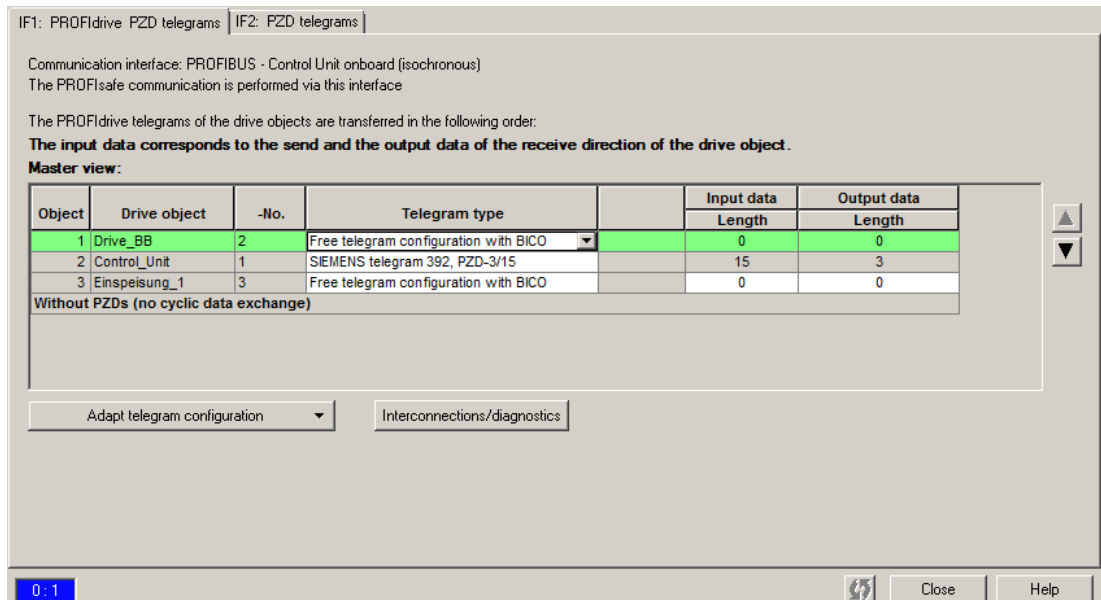 IF1: PROFIdrive PZD telegrams IF2: PZD telegrams
Communication interface: PROFIBUS - Control Unit onboard (isochronous)
The PROFIsafe communication is performed via this interface
The PROFIdrive telegrams of the drive objects are transferred in the following order:
The input data corresponds to the send and the output data of the receive direction of the drive object.
Master view:
Object Drive object -No. Telegram type Input data Output data
Length Length
1 Drive_BB 2 Free telegram configuration with BICO 0 0
2 Control_Unit 1 SIEMENS telegram 392, PZD-3/15 15 3
3 Einspeisung_1 3 Free telegram configuration with BICO 0 0
Without PZDs (no cyclic data exchange)
Adapt telegram configuration Interconnections/diagnostics
0 : 1 Close Help